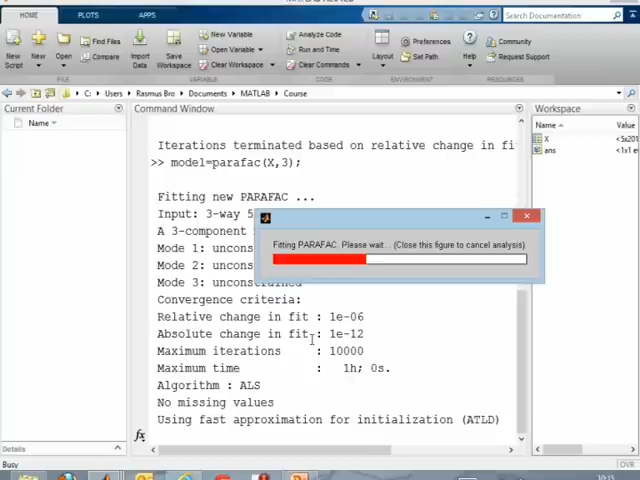 HOME PLOTS APPS Search Documentation
New Script
New
Open
Find Files
Compare
Import Data
Save Workspace
New Variable
Open Variable
Clear Workspace
Analyze Code
Run and Time
Clear Commands
Layout
Preferences
Set Path
Help
Community
Request Support
FILE VARIABLE CODE ENVIRONMENT RESOURCES
C: Users Rasmus Bro Documents MATLAB Course
Current Folder
Name
Details
Command Window
Iterations terminated based on relative change in fi
>> model=parafac(X,3);
Fitting new PARAFAC ...
Input: 3-way 5
A 3-component
Mode 1: uncons
Mode 2: uncons
Mode 3: unconstrained
Convergence criteria:
Relative change in fit : 1e-06
Absolute change in fit : 1e-12
Maximum iterations : 10000
Maximum time : 1h; 0s.
Algorithm : ALS
No missing values
Using fast approximation for initialization (ATLD)
fx
Fitting PARAFAC. Please wait... (Close this figure to cancel analysis)
Workspace
Name Value
X <5x201
ans <1x1
Busy
10:15